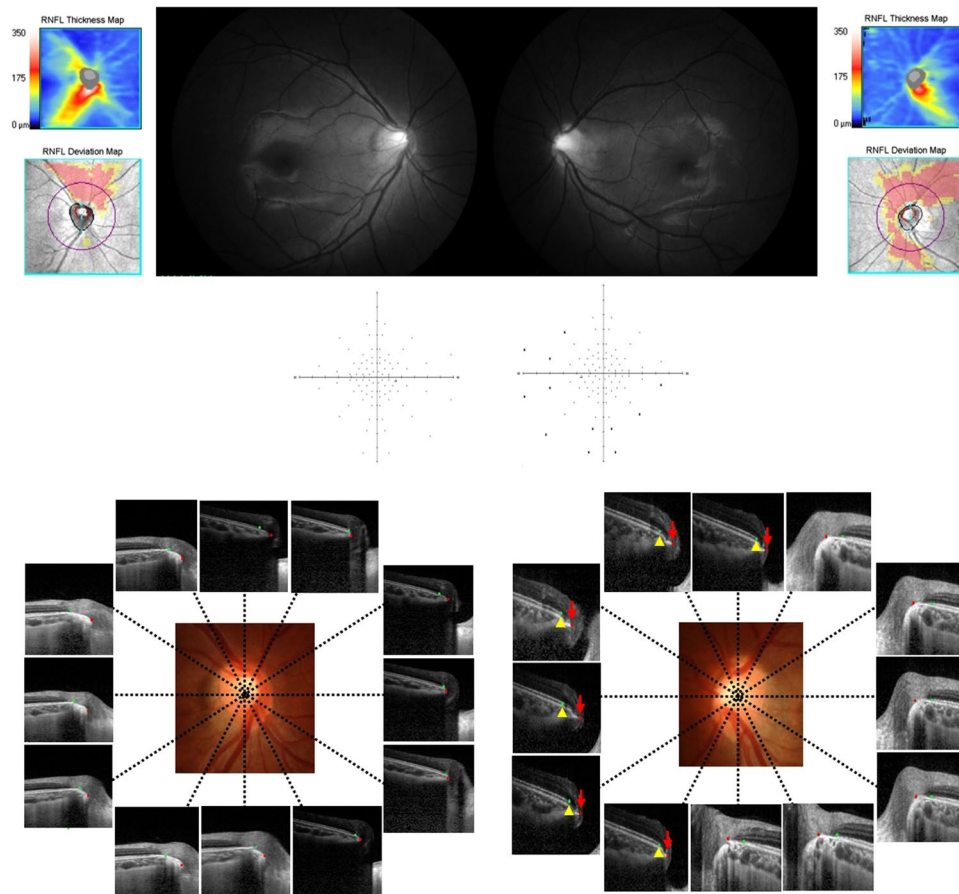 RNFL Thickness Map
350
175
0 µm
RNFL Deviation Map
RNFL Thickness Map
350
175
0 µm
RNFL Deviation Map